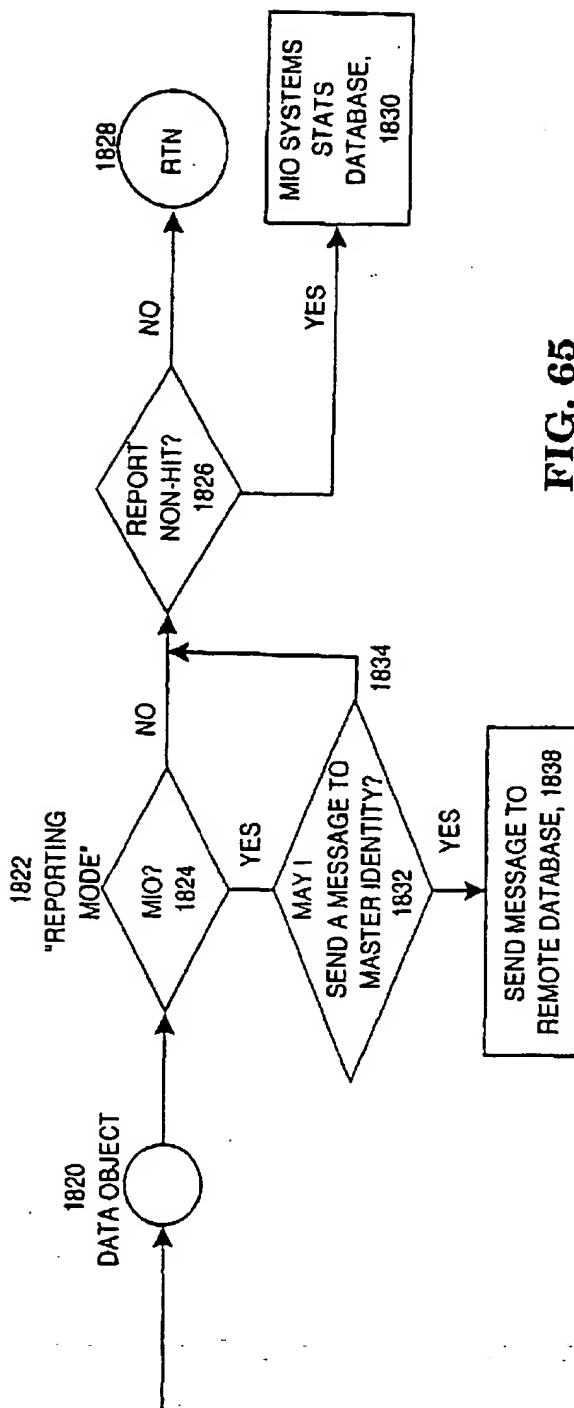 1820
DATA OBJECT
1822
"REPORTING
MODE"
MIO?
1824
NO
YES
MAY I
SEND A MESSAGE TO
MASTER IDENTITY?
1832
1834
YES
SEND MESSAGE TO
REMOTE DATABASE, 1838
REPORT
NON-HIT?
1826
NO
1828
RTN
YES
MIO SYSTEMS
STATS
DATABASE,
1830
FIG. 65